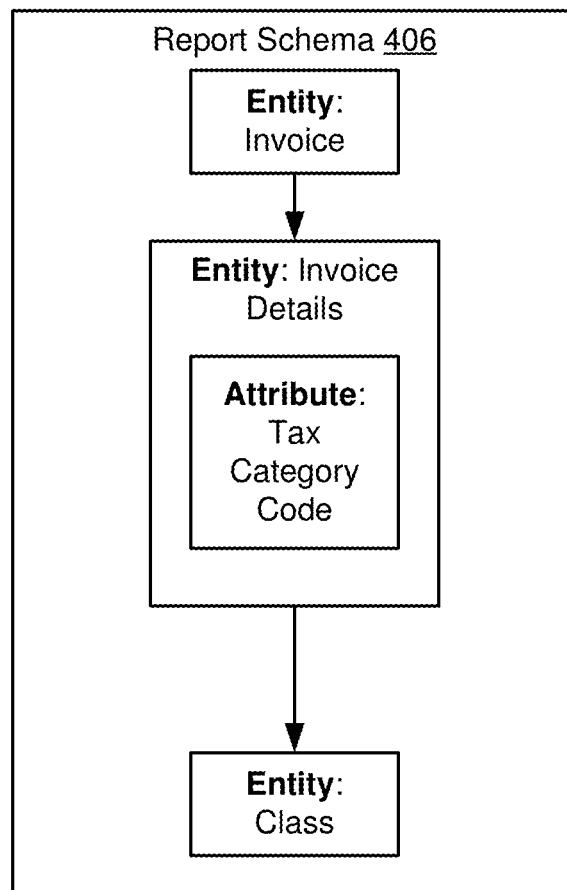 Report Schema 406
Entity:
Invoice
Entity: Invoice
Details
Attribute:
Tax
Category
Code
Entity:
Class